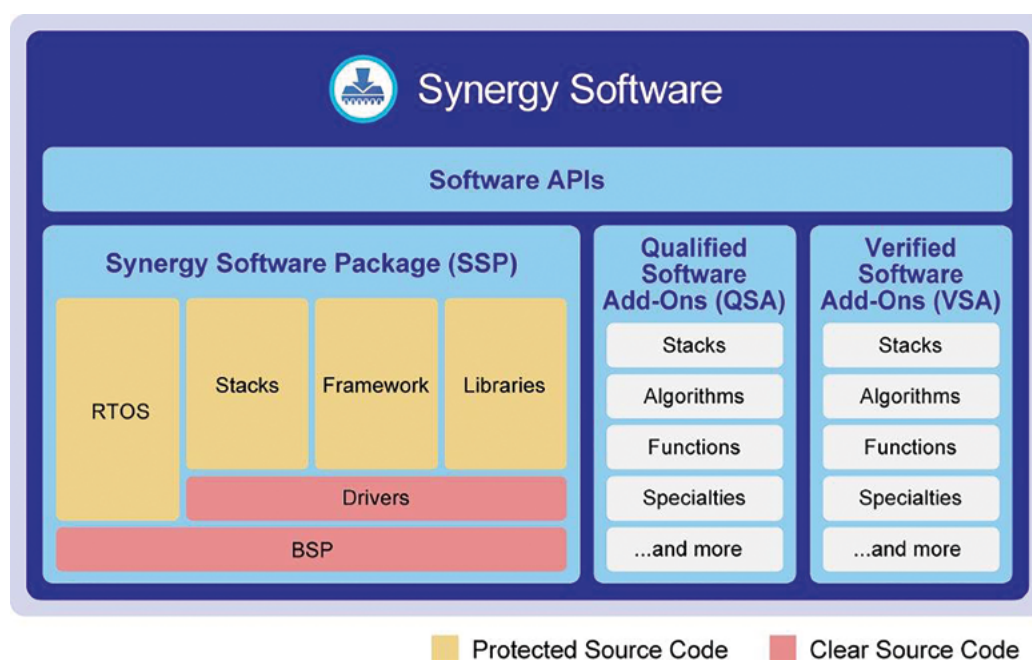 Synergy Software
Software APIs
Synergy Software Package (SSP)
RTOS
Stacks
Framework
Libraries
Drivers
BSP
Qualified
Software
Add-Ons (QSA)
Stacks
Algorithms
Functions
Specialties
...and more
Verified
Software
Add-Ons (VSA)
Stacks
Algorithms
Functions
Specialties
...and more
Protected Source Code
Clear Source Code